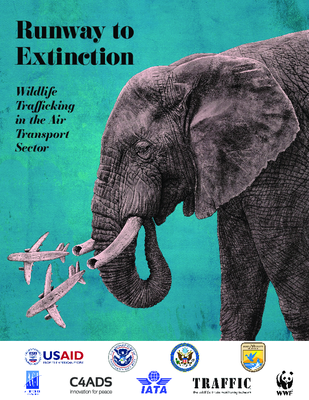 Runway to
Extinction
Wildlife
Trafficking
in the Air
Transport
Sector
USAID
C4ADS
innovation for peace
IATA
TRAFFIC
WWF